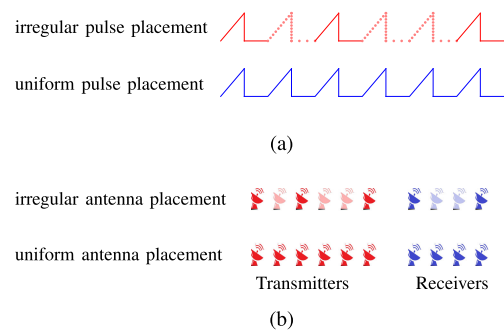 irregular pulse placement
uniform pulse placement
(a)
irregular antenna placement
uniform antenna placement
Transmitters Receivers
(b)